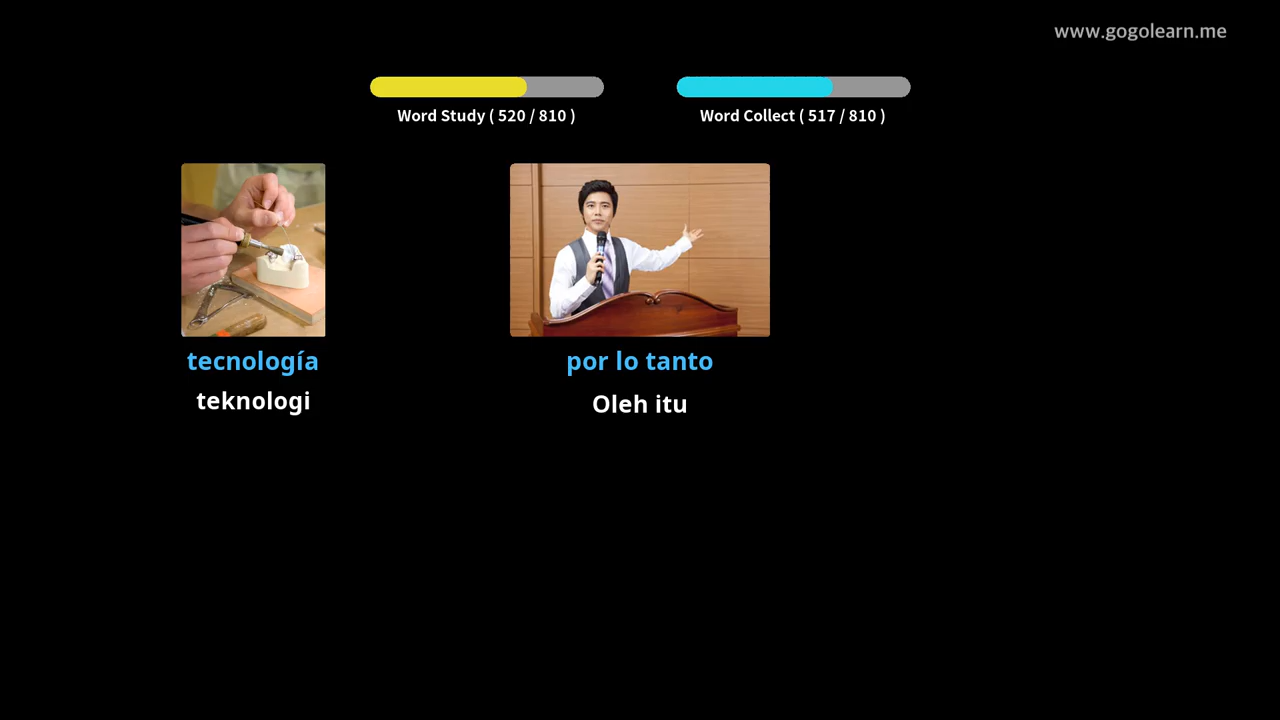 www.gogolearn.me
Word Study ( 520 / 810 )
Word Collect ( 517 / 810 )
tecnología
teknologi
por lo tanto
Oleh itu